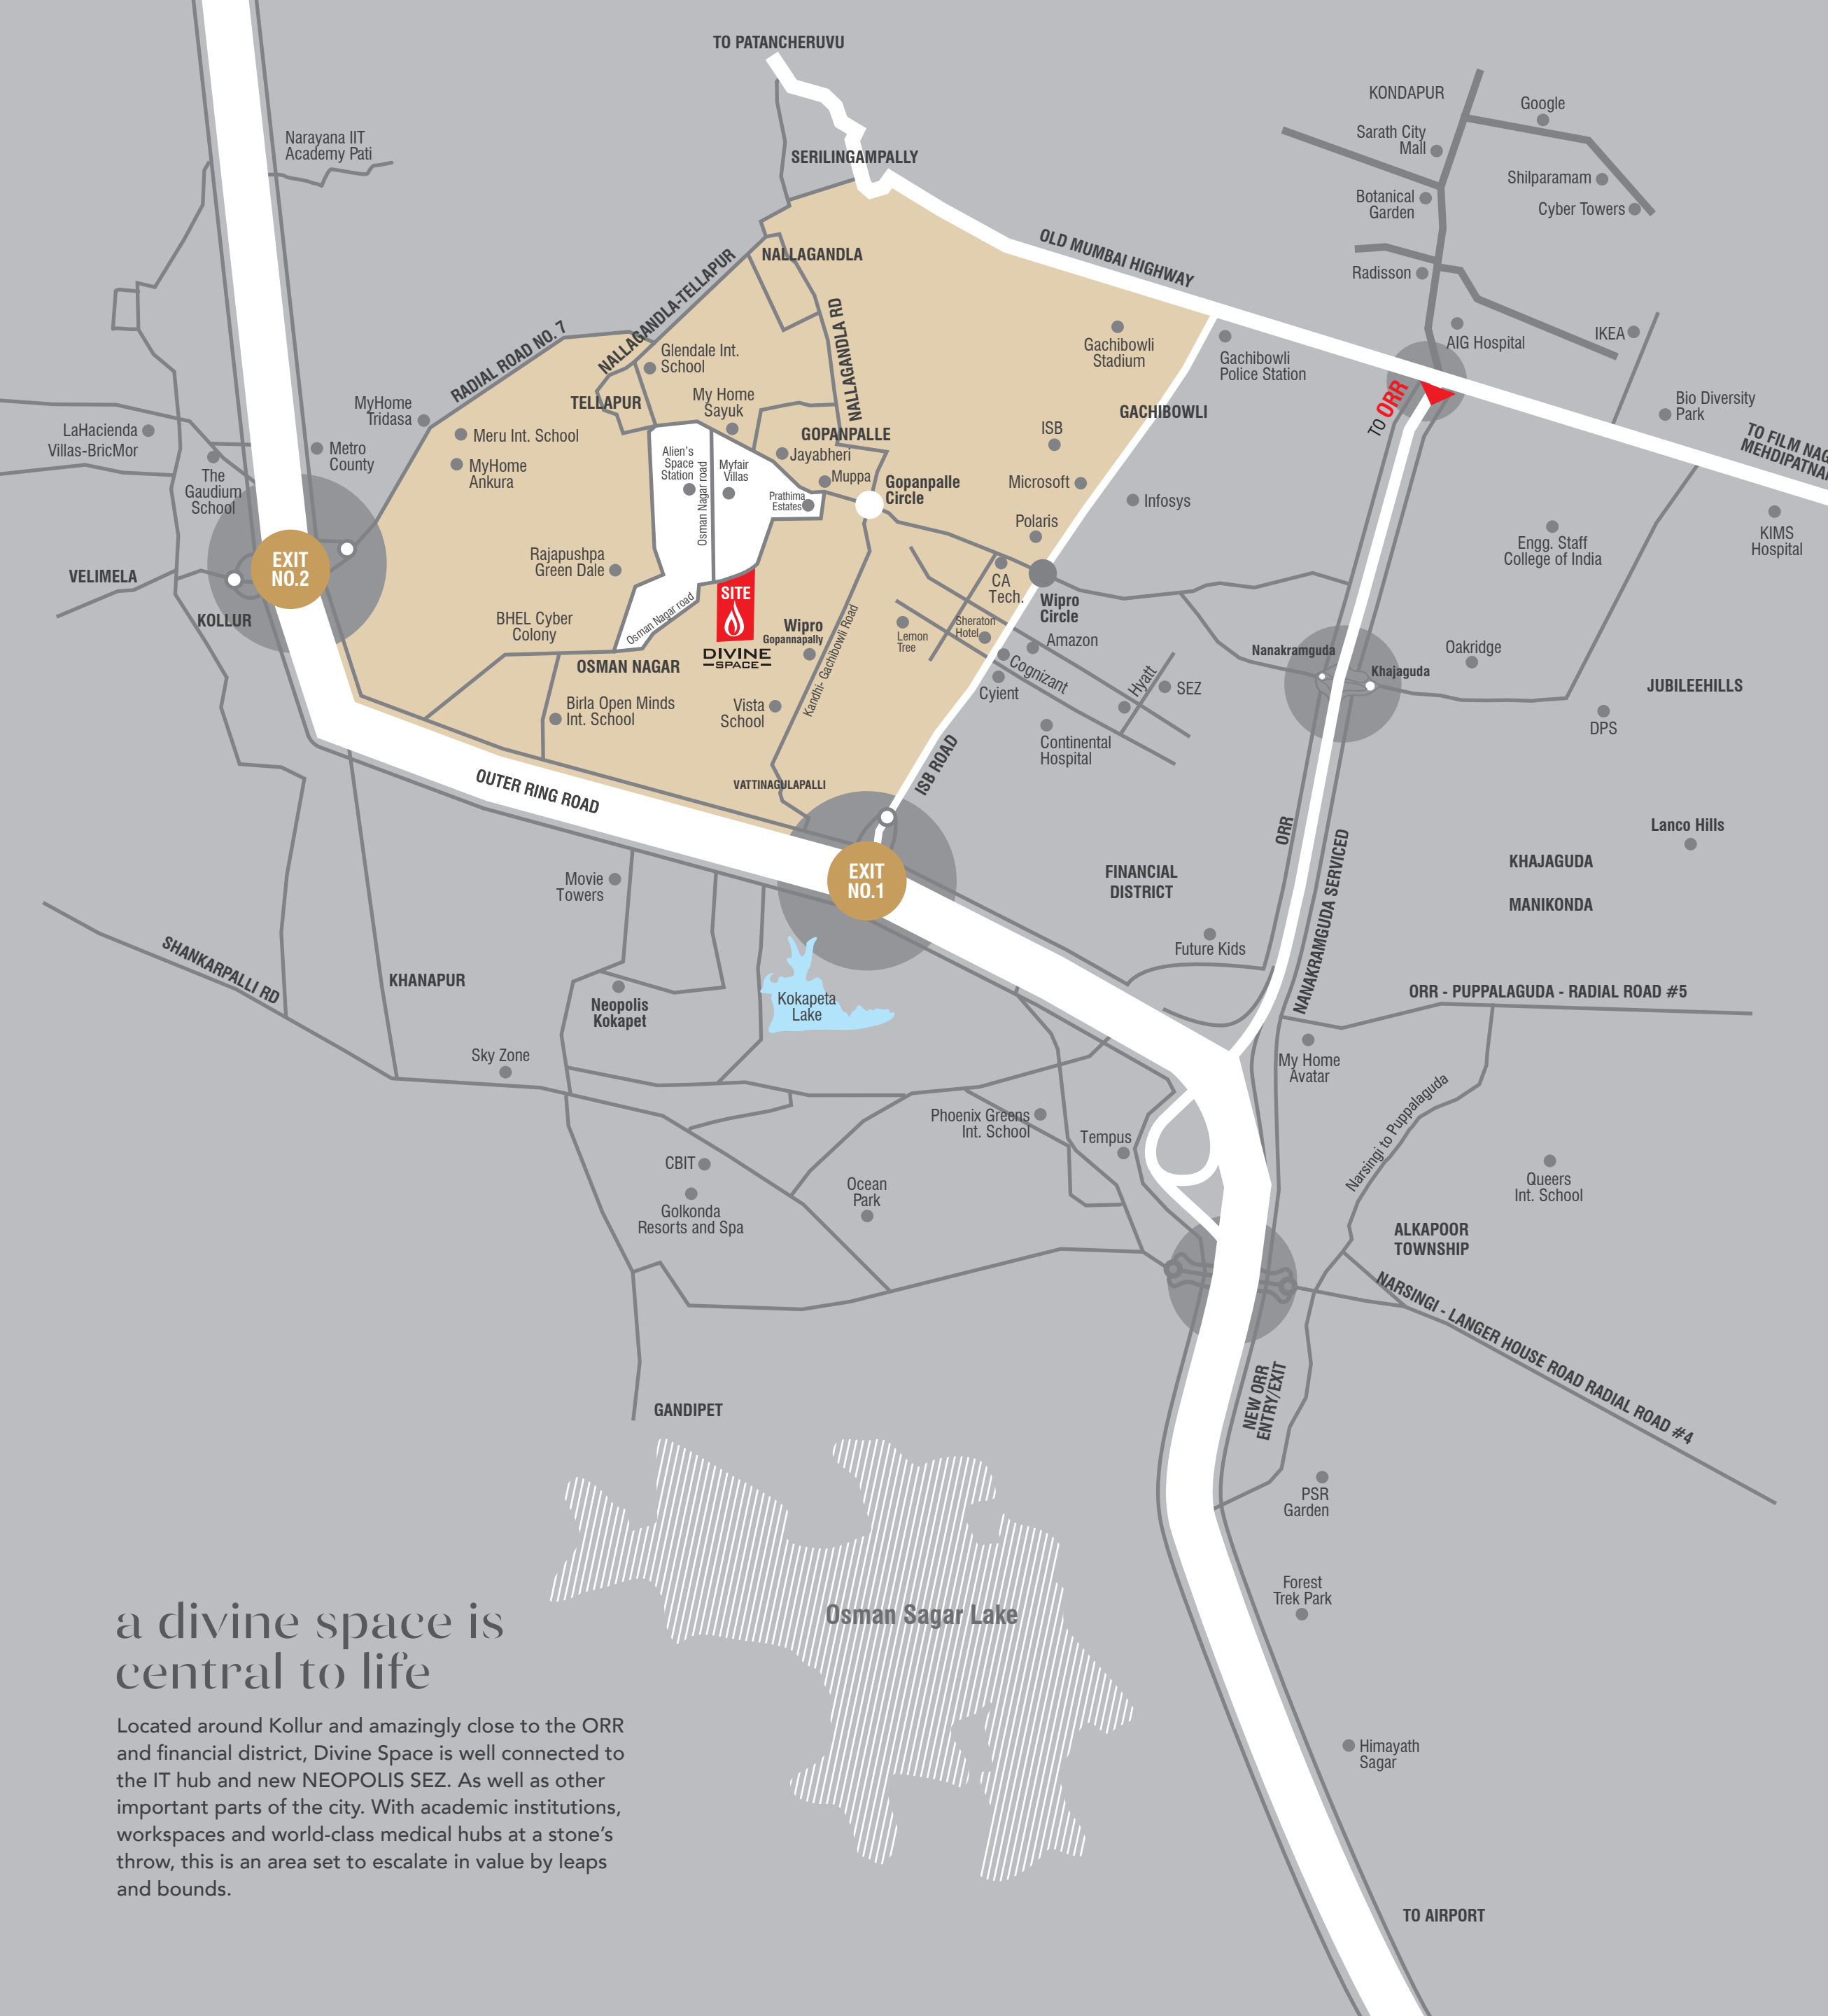 TO PATANCHERUVU
KONDAPUR
Google
Sarath City
Mall
Narayana IIT
Academy Pati
SERILINGAMPALLY
Shilparamam
Botanical
Garden
Cyber Towers
OLD MUMBAI HIGHWAY
NALLAGANDLA
Radisson
NALLAGANDLA-TELLAPUR
NALLAGANDLA RD
RADIAL ROAD NO. 7
Gachibowli
Stadium
Gachibowli
Police Station
AIG Hospital
IKEA
Glendale Int.
School
My Home
Sayuk
TELLAPUR
MyHome
Tridasa
GACHIBOWLI
TO ORR
Bio Diversity
Park
TO FILM NAG
MEHDIPATNA
LaHacienda
Villas-BricMor
Meru Int. School
GOPANPALLE
ISB
Metro
County
MyHome
Ankura
Alien's
Space
Station
Osman Nagar road
Myfair
Villas
Jayabheri
Muppa
The
Gaudium
School
Prathima
Estates
Gopanpalle
Circle
Microsoft
Infosys
Polaris
KIMS
Hospital
Engg. Staff
College of India
EXIT
NO.2
VELIMELA
KOLLUR
Rajapushpa
Green Dale
CA
Tech.
Wipro
Circle
SITE
DIVINE
SPACE
BHEL Cyber
Colony
Osman Nagar road
Wipro
Gopannapally
Kandhi- Gachibowli Road
Lemon
Tree
Sheraton
Hotel
Amazon
Nanakramguda
Khajaguda
Oakridge
OSMAN NAGAR
Cognizant
Cyient
Hyatt
SEZ
JUBILEEHILLS
Birla Open Minds
Int. School
Vista
School
DPS
Continental
Hospital
ISB ROAD
VATTINAGULAPALLI
OUTER RING ROAD
ORR
NANAKRAMGUDA SERVICED
Lanco Hills
EXIT
NO.1
FINANCIAL
DISTRICT
KHAJAGUDA
MANIKONDA
Movie
Towers
Future Kids
SHANKARPALLI RD
KHANAPUR
Neopolis
Kokapet
Kokapeta
Lake
ORR - PUPPALAGUDA - RADIAL ROAD #5
Sky Zone
My Home
Avatar
Phoenix Greens
Int. School
Tempus
Narsingi to Puppalaguda
CBIT
Golkonda
Resorts and Spa
Ocean
Park
Queers
Int. School
ALKAPOOR
TOWNSHIP
NARSINGI - LANGER HOUSE ROAD RADIAL ROAD #4
NEW ORR
ENTRY/EXIT
GANDIPET
PSR
Garden
Forest
Trek Park
Osman Sagar Lake
Himayath
Sagar
TO AIRPORT
a divine space is
central to life
Located around Kollur and amazingly close to the ORR
and financial district, Divine Space is well connected to
the IT hub and new NEOPOLIS SEZ. As well as other
important parts of the city. With academic institutions,
workspaces and world-class medical hubs at a stone's
throw, this is an area set to escalate in value by leaps
and bounds.